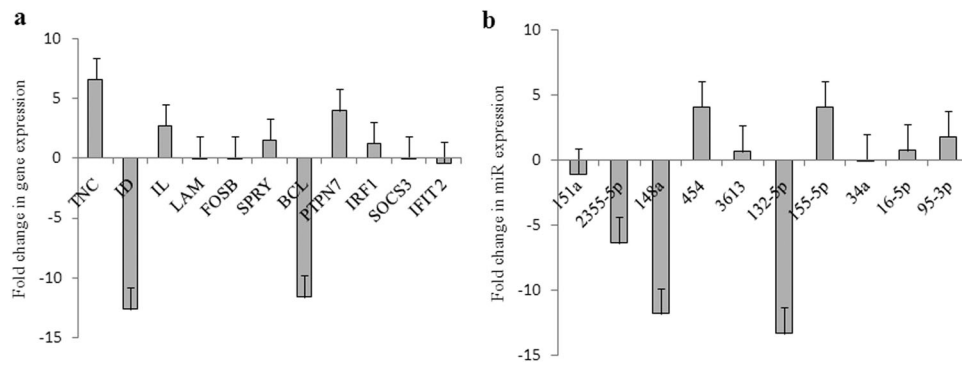 a
Fold change in gene expression
10
5
0
-5
-10
-15
TNC JD IL LAM FOSB SPRY BCL PTPN7 IRF1 SOCS3 IFIT2
b
Fold change in miR expression
10
5
0
-5
-10
-15
151a 2355-5p 148a 454 3613 132-5p 155-5p 34a 16-5p 95-3p